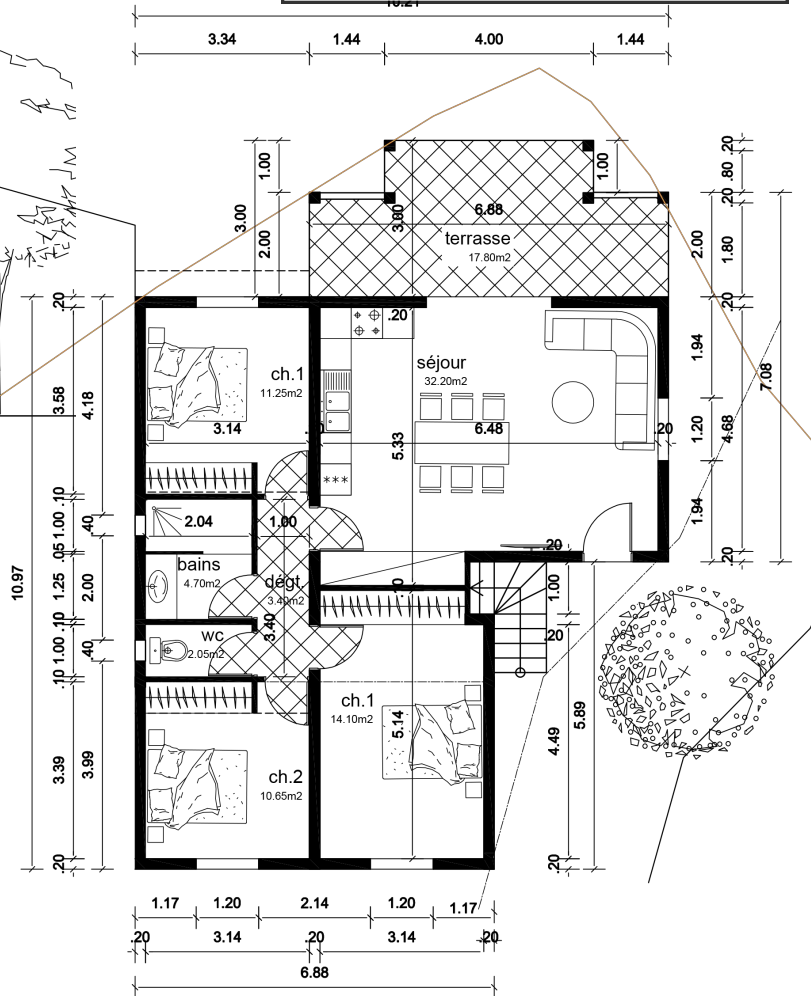 10.21
3.34 1.44 4.00 1.44
1.00 1.00 .20
.80
3.00 3.00 6.88 .20
2.00 terrasse 2.00 1.80
17.80m2
.20 .20 .20
séjour 1.94
32.20m2 7.08
ch.1
11.25m2
3.58 4.18
3.14 .20 5.33 6.48 .20 1.20 4.68
.10
1.00 .40 2.04 1.00 1.94
.05 .20 .20
bains
4.70m2 dégt.
3.40m2
10.97 1.25 2.00 .10 1.00
.10 wc 3.40 .20
1.00 .40 2.05m2
.10
ch.1
14.10m2
5.14 4.49 5.89
3.39 3.99 ch.2
10.65m2
.20 .20
1.17 1.20 2.14 1.20 1.17
.20 3.14 .20 3.14 .20
6.88